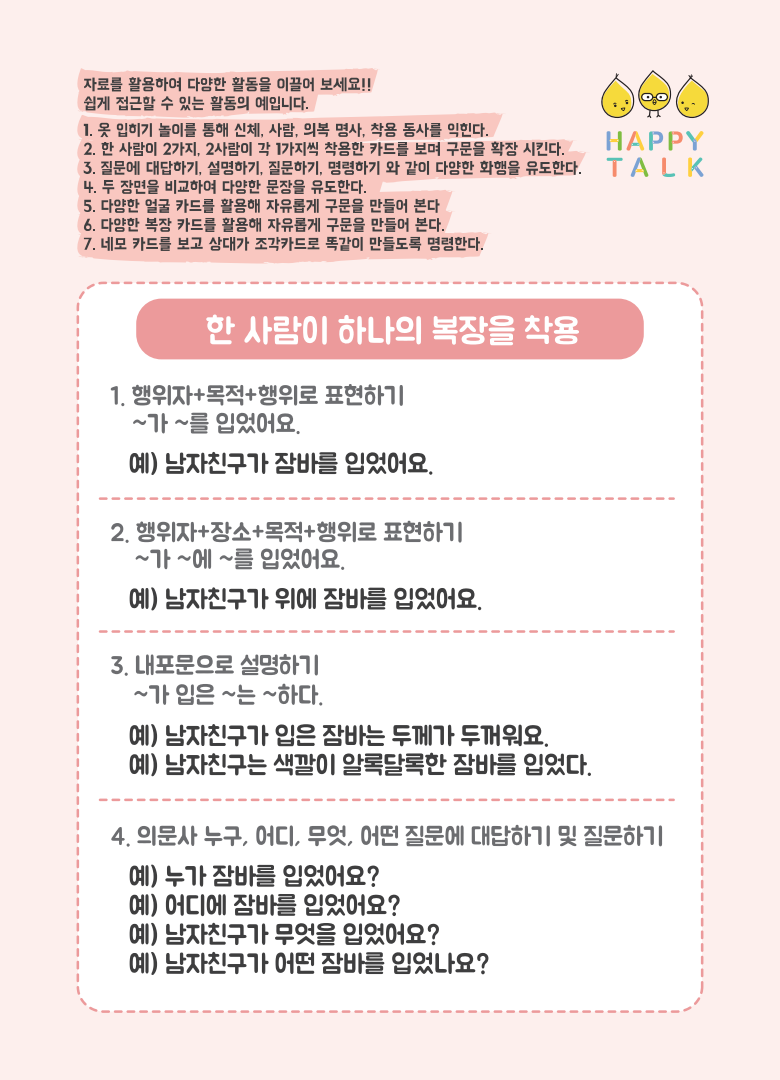 자료를 활용하여 다양한 활동을 이끌어 보세요!!
쉽게 접근할 수 있는 활동의 예입니다.
1. 옷 입히기 놀이를 통해 신체, 사람, 의복 명사, 착용 동사를 익힌다.
2. 한 사람이 2가지, 2사람이 각 1가지씩 착용한 카드를 보며 구문을 확장 시킨다.
3. 질문에 대답하기, 설명하기, 질문하기, 명령하기 와 같이 다양한 화행을 유도한다.
4. 두 장면을 비교하여 다양한 문장을 유도한다.
5. 다양한 얼굴 카드를 활용해 자유롭게 구문을 만들어 본다
6. 다양한 복장 카드를 활용해 자유롭게 구문을 만들어 본다.
7. 네모 카드를 보고 상대가 조각카드로 똑같이 만들도록 명령한다.
HAPPY
TALK
한 사람이 하나의 복장을 착용
1. 행위자+목적+행위로 표현하기
~가 ~를 입었어요.
예) 남자친구가 잠바를 입었어요.
2. 행위자+장소+목적+행위로 표현하기
~가 ~에 ~를 입었어요.
예) 남자친구가 위에 잠바를 입었어요.
3. 내포문으로 설명하기
~가 입은 ~는 ~하다.
예) 남자친구가 입은 잠바는 두께가 두꺼워요.
예) 남자친구는 색깔이 알록달록한 잠바를 입었다.
4. 의문사 누구, 어디, 무엇, 어떤 질문에 대답하기 및 질문하기
예) 누가 잠바를 입었어요?
예) 어디에 잠바를 입었어요?
예) 남자친구가 무엇을 입었어요?
예) 남자친구가 어떤 잠바를 입었나요?